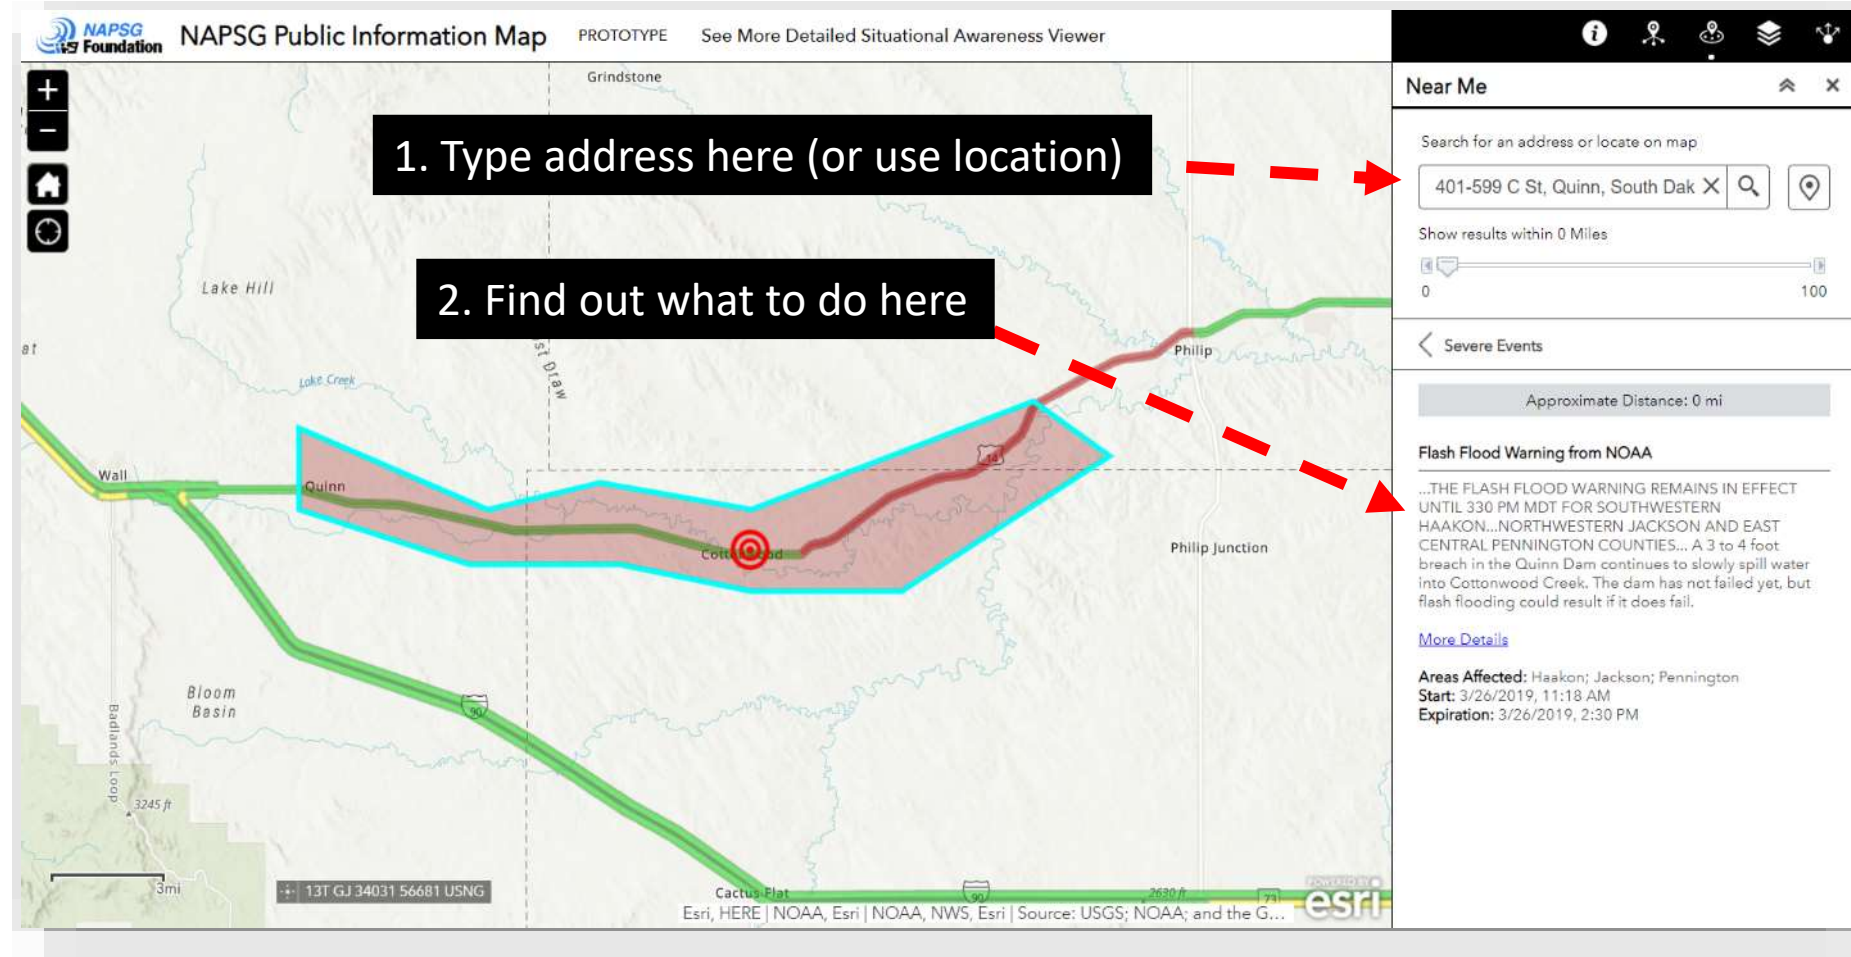 NAPSG
Foundation
NAPSG Public Information Map
PROTOTYPE
See More Detailed Situational Awareness Viewer
Near Me
Search for an address or locate on map
401-599 C St, Quinn, South Dak
Show results within 0 Miles
0
100
Severe Events
Approximate Distance: 0 mi
Flash Flood Warning from NOAA
...THE FLASH FLOOD WARNING REMAINS IN EFFECT
UNTIL 330 PM MDT FOR SOUTHWESTERN
HAAKON...NORTHWESTERN JACKSON AND EAST
CENTRAL PENNINGTON COUNTIES... A 3 to 4 foot
breach in the Quinn Dam continues to slowly spill water
into Cottonwood Creek. The dam has not failed yet, but
flash flooding could result if it does fail.
More Details
Areas Affected: Haakon; Jackson; Pennington
Start: 3/26/2019, 11:18 AM
Expiration: 3/26/2019, 2:30 PM
1. Type address here (or use location)
2. Find out what to do here
Grindstone
Lake Hill
Lake Creek
Draw
Philip
14
Wall
Quinn
Philip Junction
Bloom
Basin
90
Badlands Loop
3245 ft
3mi
13T GJ 34031 56681 USNG
Cactus Flat
90
2630 ft
73
POWERED BY
esri
Esri, HERE | NOAA, Esri | NOAA, NWS, Esri | Source: USGS; NOAA; and the G...